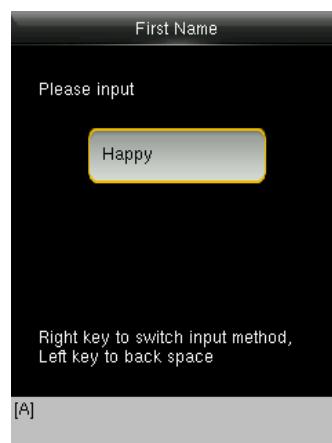 First Name
Please input
Happy
Right key to switch input method,
Left key to back space
[A]